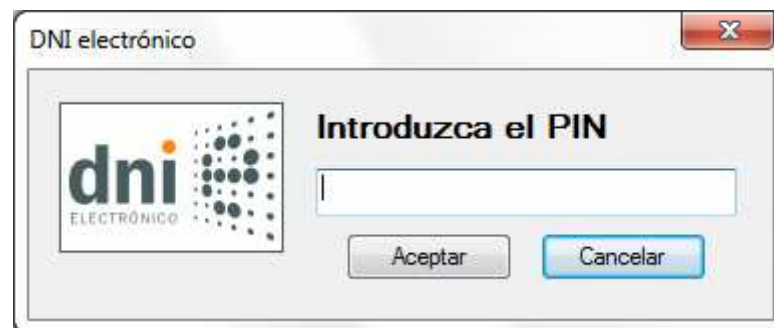 DNI electrónico
Introduzca el PIN
dni
ELECTRÓNICO
Aceptar
Cancelar